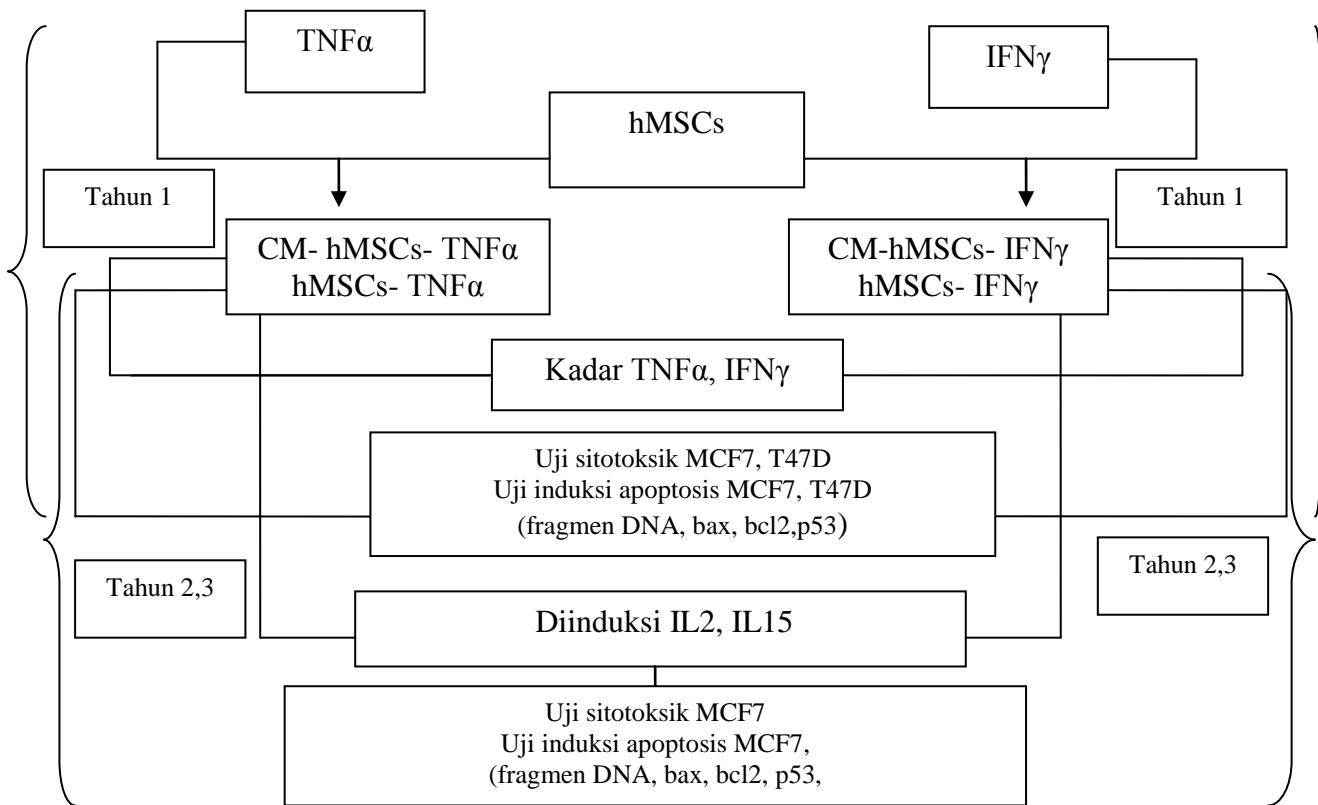 TNFα
IFNγ
hMSCs
Tahun 1
Tahun 1
CM- hMSCs- TNFα
hMSCs- TNFα
CM-hMSCs- IFNγ
hMSCs- IFNγ
Kadar TNFα, IFNγ
Uji sitotoksik MCF7, T47D
Uji induksi apoptosis MCF7, T47D
(fragmen DNA, bax, bcl2,p53)
Tahun 2,3
Tahun 2,3
Diinduksi IL2, IL15
Uji sitotoksik MCF7
Uji induksi apoptosis MCF7,
(fragmen DNA, bax, bcl2, p53,